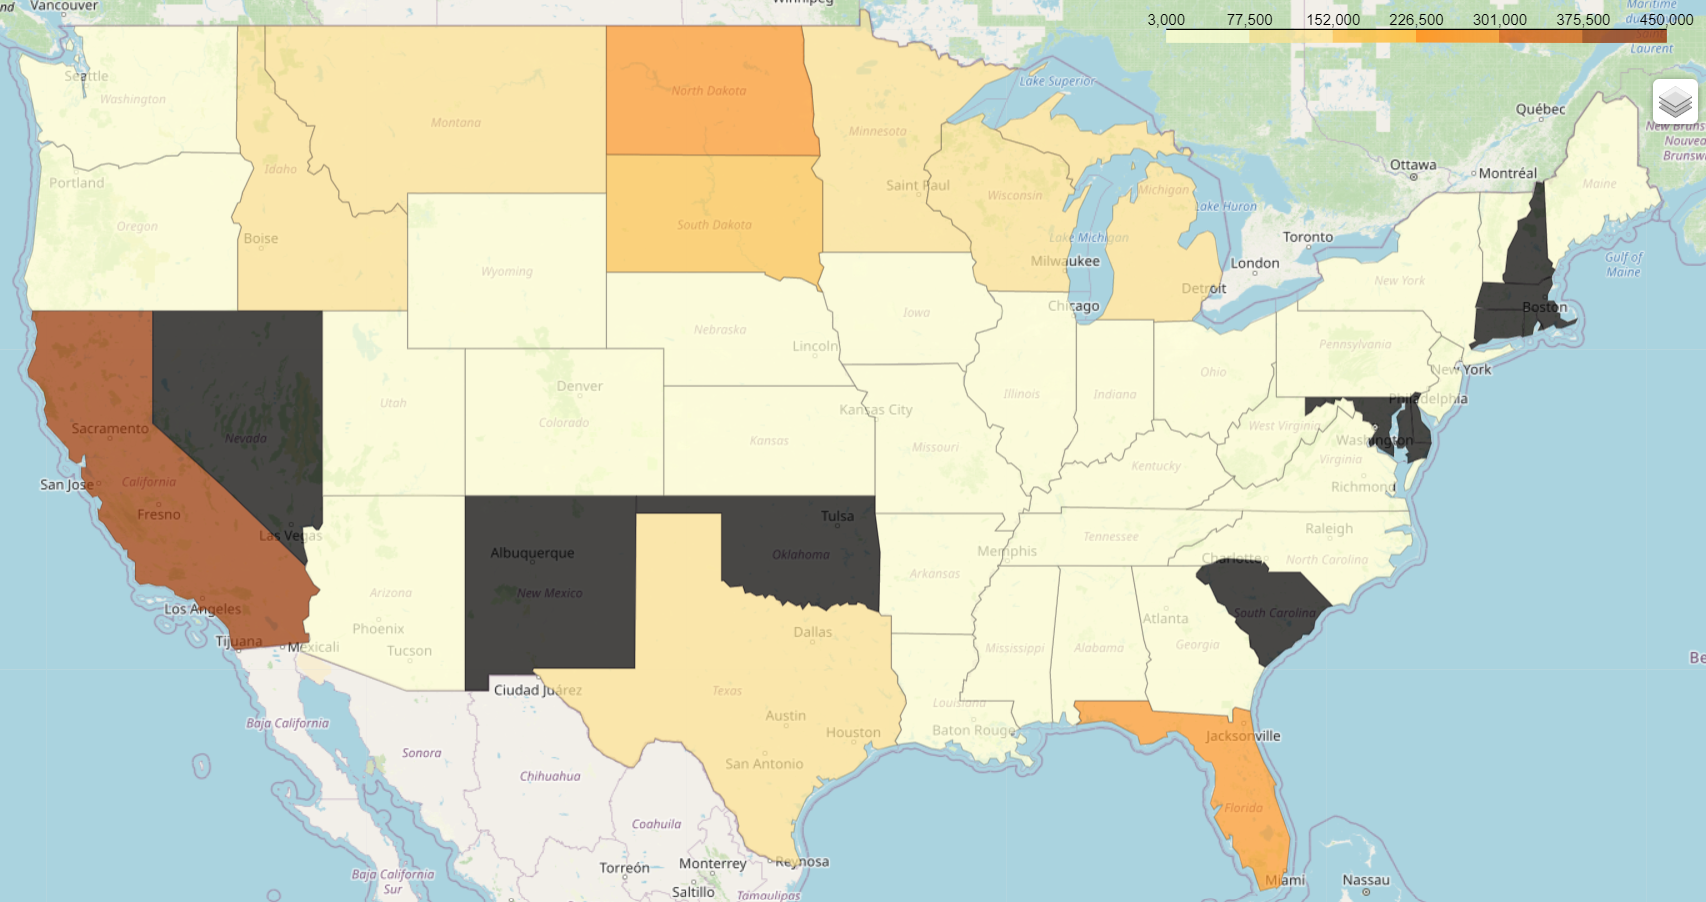 Vancouver
Winnipeg
3,000 77,500 152,000 226,500 301,000 375,500 450,000
Maritime
Saint
Laurent
Seattle
Washington
Montana
North Dakota
Minnesota
Lake Superior
Québec
New Bruns
Nouvea
Brunsw
Ottawa
Montréal
Portland
Oregon
Idaho
Boise
South Dakota
Saint Paul
Wisconsin
Michigan
Lake Huron
Maine
Lake Michigan
Milwaukee
Toronto
London
Gulf of
Maine
Wyoming
Detroit
New York
Chicago
Boston
Nebraska
Iowa
Lincoln
Pennsylvania
New York
Denver
Utah
Colorado
Kansas City
Illinois
Indiana
Ohio
Philadelphia
Sacramento
Nevada
Kansas
Missouri
West Virginia
Washington
Virginia
Kentucky
San Jose
California
Fresno
Richmond
Las Vegas
Albuquerque
Tulsa
Oklahoma
Memphis
Tennessee
Raleigh
Charlotte
North Carolina
Arizona
New Mexico
Arkansas
Los Angeles
Phoenix
Dallas
Atlanta
South Carolina
Tijuana
Mexicali
Tucson
Mississippi
Alabama
Georgia
Be
Ciudad Juárez
Texas
Louisiana
Baja California
Austin
Houston
Baton Rouge
Jacksonville
Sonora
Chihuahua
San Antonio
Florida
Coahuila
Baja California
Sur
Torreón
Monterrey
Reynosa
Saltillo
Tamaulipas
Miami
Nassau